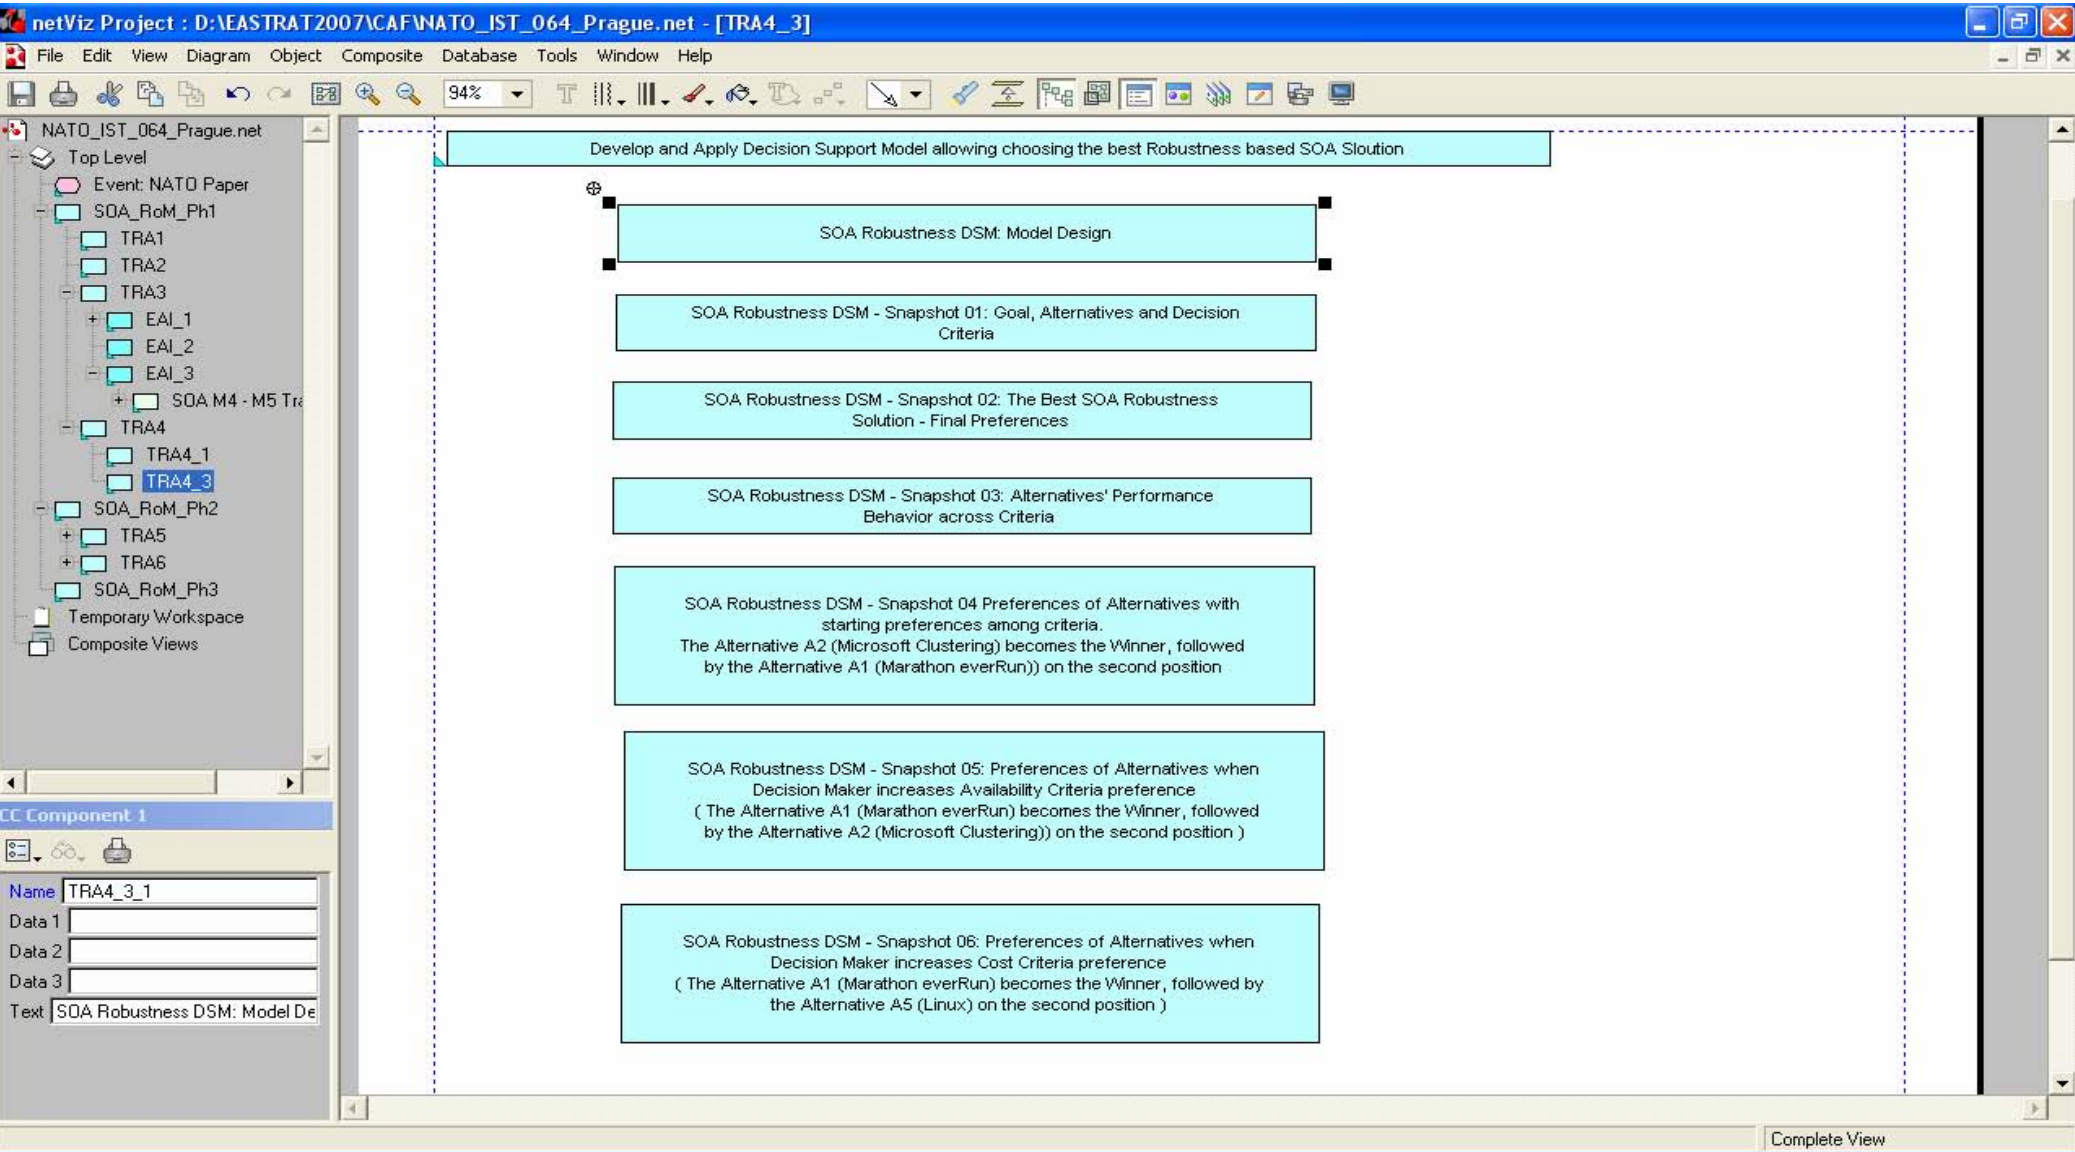 netViz Project : D:\EASTRAT2007\CAF\NATO_IST_064_Prague.net - [TRA4_3]
File Edit View Diagram Object Composite Database Tools Window Help
94%
NATO_IST_064_Prague.net
Top Level
Event: NATO Paper
SOA_RoM_Ph1
TRA1
TRA2
TRA3
EAI_1
EAI_2
EAI_3
SOA M4 - M5 Tra
TRA4
TRA4_1
TRA4_3
SOA_RoM_Ph2
TRA5
TRA6
SOA_RoM_Ph3
Temporary Workspace
Composite Views
CC Component 1
Name TRA4_3_1
Data 1
Data 2
Data 3
Text SOA Robustness DSM: Model De
Develop and Apply Decision Support Model allowing choosing the best Robustness based SOA Sloution
SOA Robustness DSM: Model Design
SOA Robustness DSM - Snapshot 01: Goal, Alternatives and Decision
Criteria
SOA Robustness DSM - Snapshot 02: The Best SOA Robustness
Solution - Final Preferences
SOA Robustness DSM - Snapshot 03: Alternatives' Performance
Behavior across Criteria
SOA Robustness DSM - Snapshot 04 Preferences of Alternatives with
starting preferences among criteria.
The Alternative A2 (Microsoft Clustering) becomes the Winner, followed
by the Alternative A1 (Marathon everRun)) on the second position
SOA Robustness DSM - Snapshot 05: Preferences of Alternatives when
Decision Maker increases Availability Criteria preference
( The Alternative A1 (Marathon everRun) becomes the Winner, followed
by the Alternative A2 (Microsoft Clustering)) on the second position )
SOA Robustness DSM - Snapshot 06: Preferences of Alternatives when
Decision Maker increases Cost Criteria preference
( The Alternative A1 (Marathon everRun) becomes the Winner, followed by
the Alternative A5 (Linux) on the second position )
Complete View